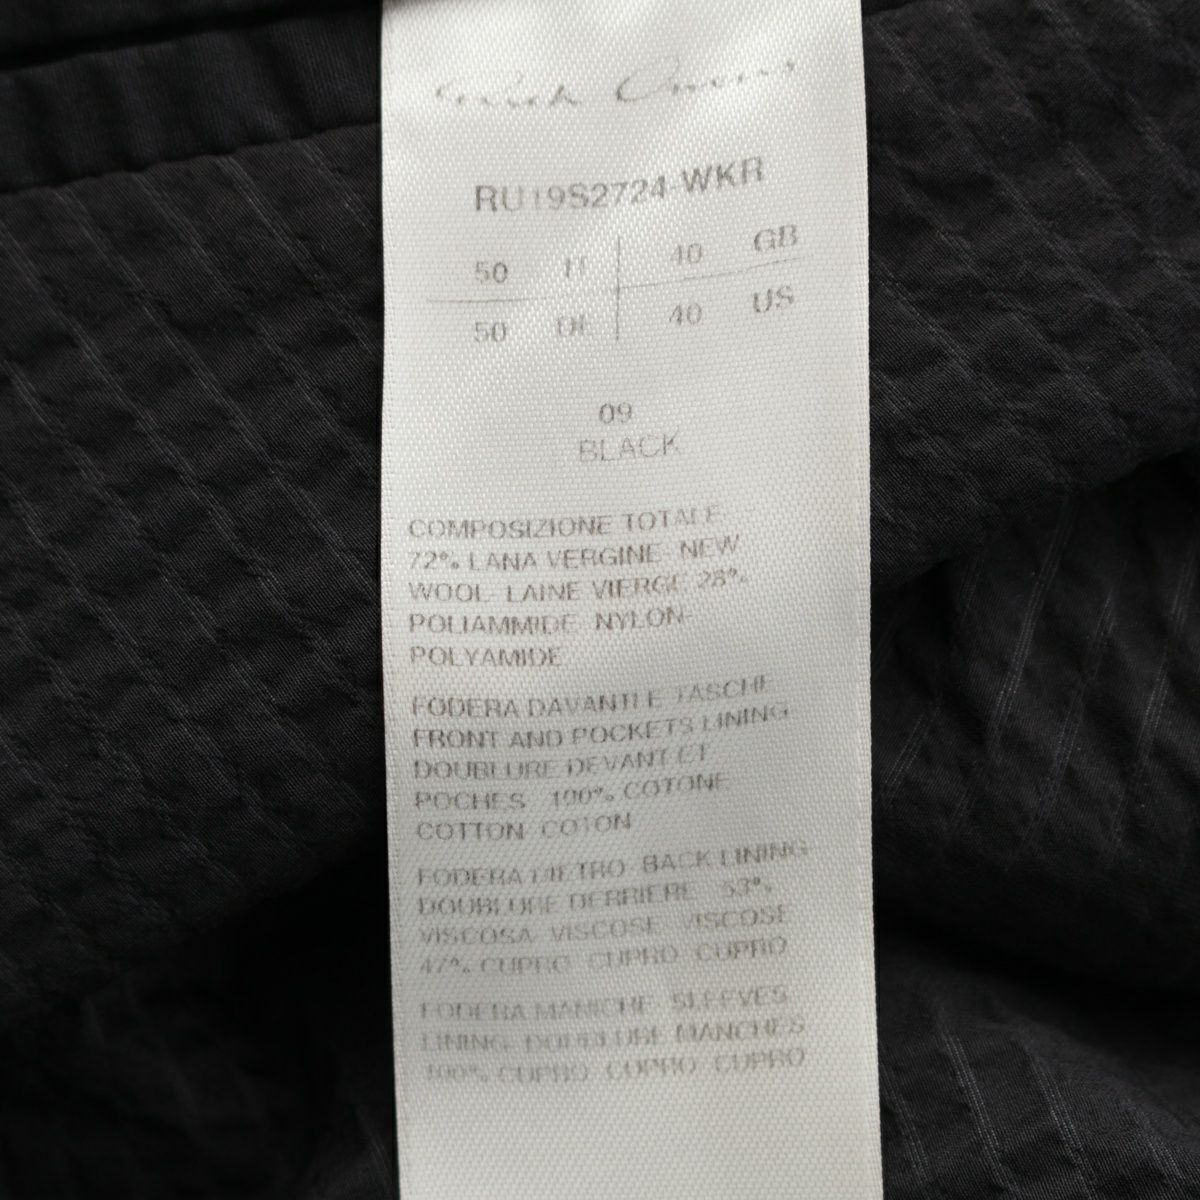 Rick Owens
RU19S2724-WKR
50 IT 40 GB
50 DE 40 US
09
BLACK
COMPOSIZIONE TOTALE
72% LANA VERGINE- NEW
WOOL- LAINE VIERGE 28%
POLIAMMIDE- NYLON-
POLYAMIDE
FODERA DAVANTI E TASCHE
FRONT AND POCKETS LINING
DOUBLURE DEVANT ET
POCHES 100% COTONE
COTTON COTON
FODERA DIETRO- BACK LINING
DOUBLURE DERRIERE 53%
VISCOSA VISCOSE VISCOSE
47% CUPRO CUPRO CUPRO
FODERA MANICHE- SLEEVES
LINING- DOUBLURE MANCHES
100% CUPRO CUPRO CUPRO